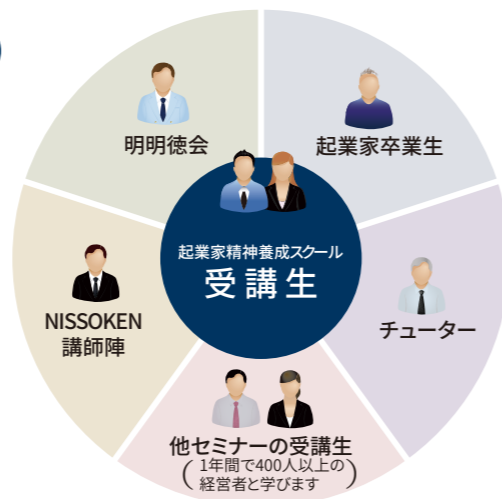 明明徳会
起業家卒業生
起業家精神養成スクール
受講生
NISSOKEN
講師陣
チューター
他セミナーの受講生
(1年間で400人以上の
経営者と学びます)